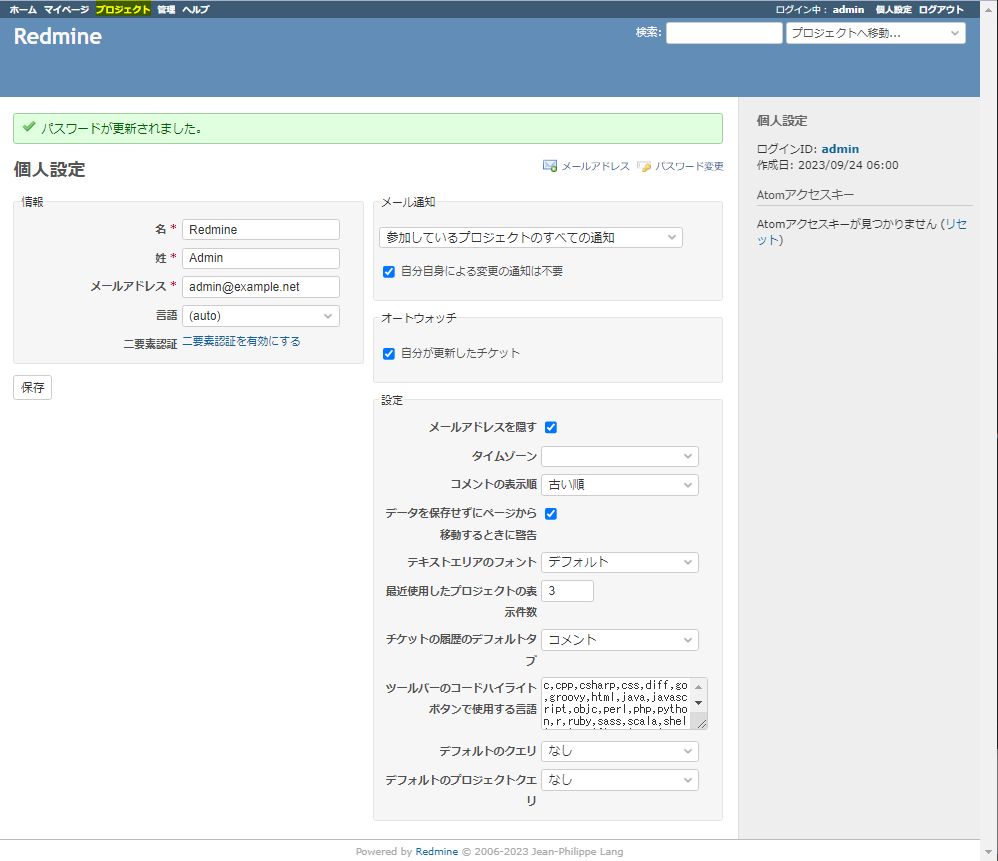 ホーム マイページ プロジェクト 管理 ヘルプ
ログイン中： admin 個人設定 ログアウト
Redmine
検索: プロジェクトへ移動...
パスワードが更新されました。
個人設定
メールアドレス パスワード変更
情報
名 * Redmine
姓 * Admin
メールアドレス * admin@example.net
言語 (auto)
二要素認証 二要素認証を有効にする
保存
メール通知
参加しているプロジェクトのすべての通知
自分自身による変更の通知は不要
オートウォッチ
自分が更新したチケット
設定
メールアドレスを隠す
タイムゾーン
コメントの表示順 古い順
データを保存せずにページから
移動するときに警告
テキストエリアのフォント デフォルト
最近使用したプロジェクトの表 3
示件数
チケットの履歴のデフォルトタ コメント
ブ
ツールバーのコードハイライト
ボタンで使用する言語
c,cpp,csharp,css,diff,go
,groovy,html,java,javasc
ript,objc,perl,php,pytho
n,r,ruby,sass,scala,shel
デフォルトのクエリ なし
デフォルトのプロジェクトクエ なし
リ
個人設定
ログインID: admin
作成日: 2023/09/24 06:00
Atomアクセスキー
Atomアクセスキーが見つかりません (リセ
ット)
Powered by Redmine © 2006-2023 Jean-Philippe Lang